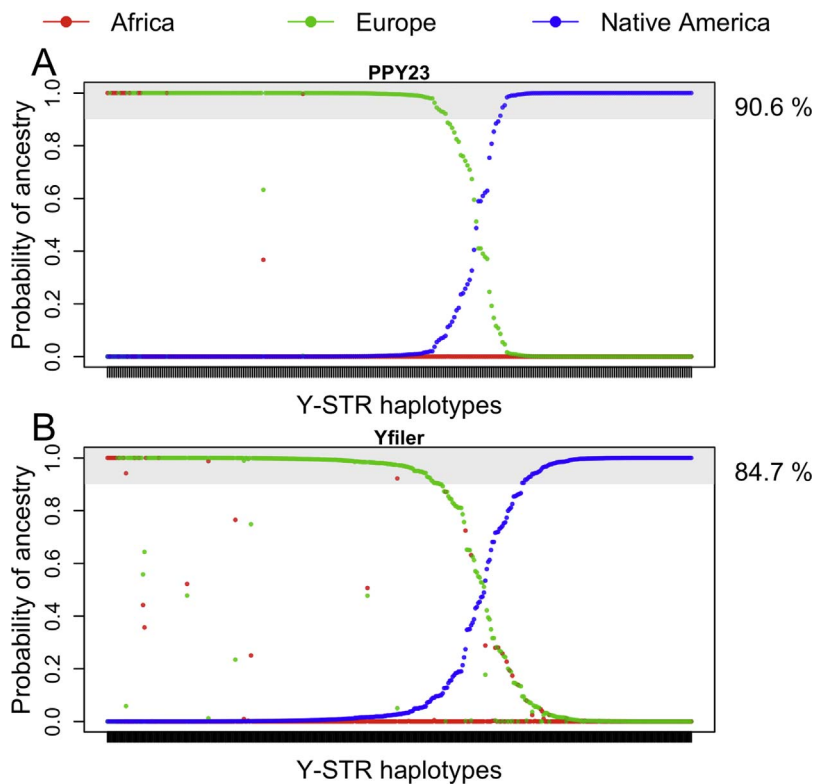 Africa Europe Native America
A
PPY23
1.0
0.8
0.6
0.4
0.2
0.0
Probability of ancestry
90.6 %
Y-STR haplotypes
B
Yfiler
1.0
0.8
0.6
0.4
0.2
0.0
Probability of ancestry
84.7 %
Y-STR haplotypes